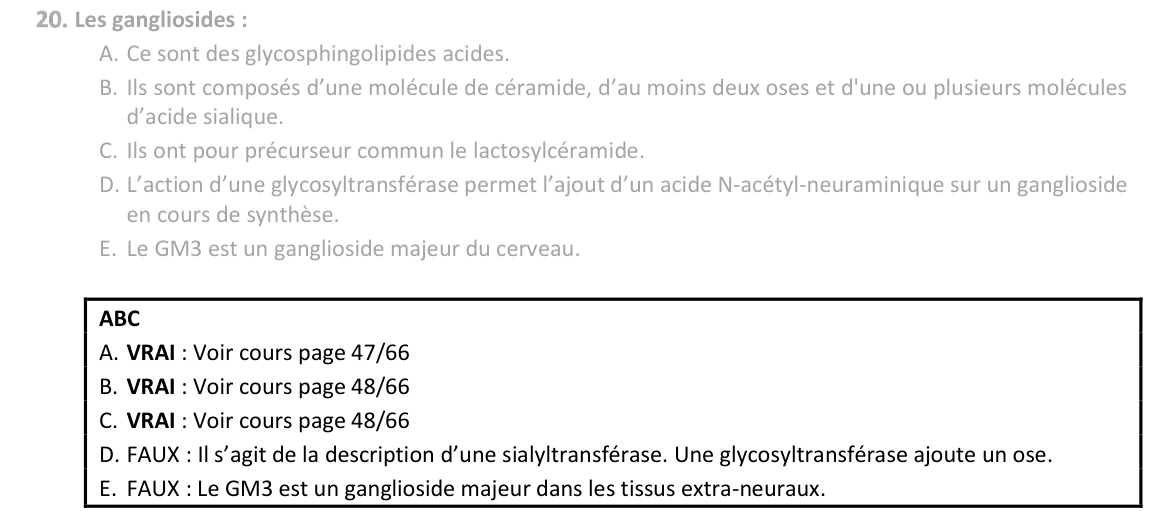 20. Les gangliosides :
A. Ce sont des glycosphingolipides acides.
B. Ils sont composés d’une molécule de céramide, d’au moins deux oses et d'une ou plusieurs molécules
d’acide sialique.
C. Ils ont pour précurseur commun le lactosylcéramide.
D. L’action d’une glycosyltransférase permet l’ajout d’un acide N-acétyl-neuraminique sur un ganglioside
en cours de synthèse.
E. Le GM3 est un ganglioside majeur du cerveau.
ABC
A. VRAI : Voir cours page 47/66
B. VRAI : Voir cours page 48/66
C. VRAI : Voir cours page 48/66
D. FAUX : Il s’agit de la description d’une sialyltransférase. Une glycosyltransférase ajoute un ose.
E. FAUX : Le GM3 est un ganglioside majeur dans les tissus extra-neuraux.